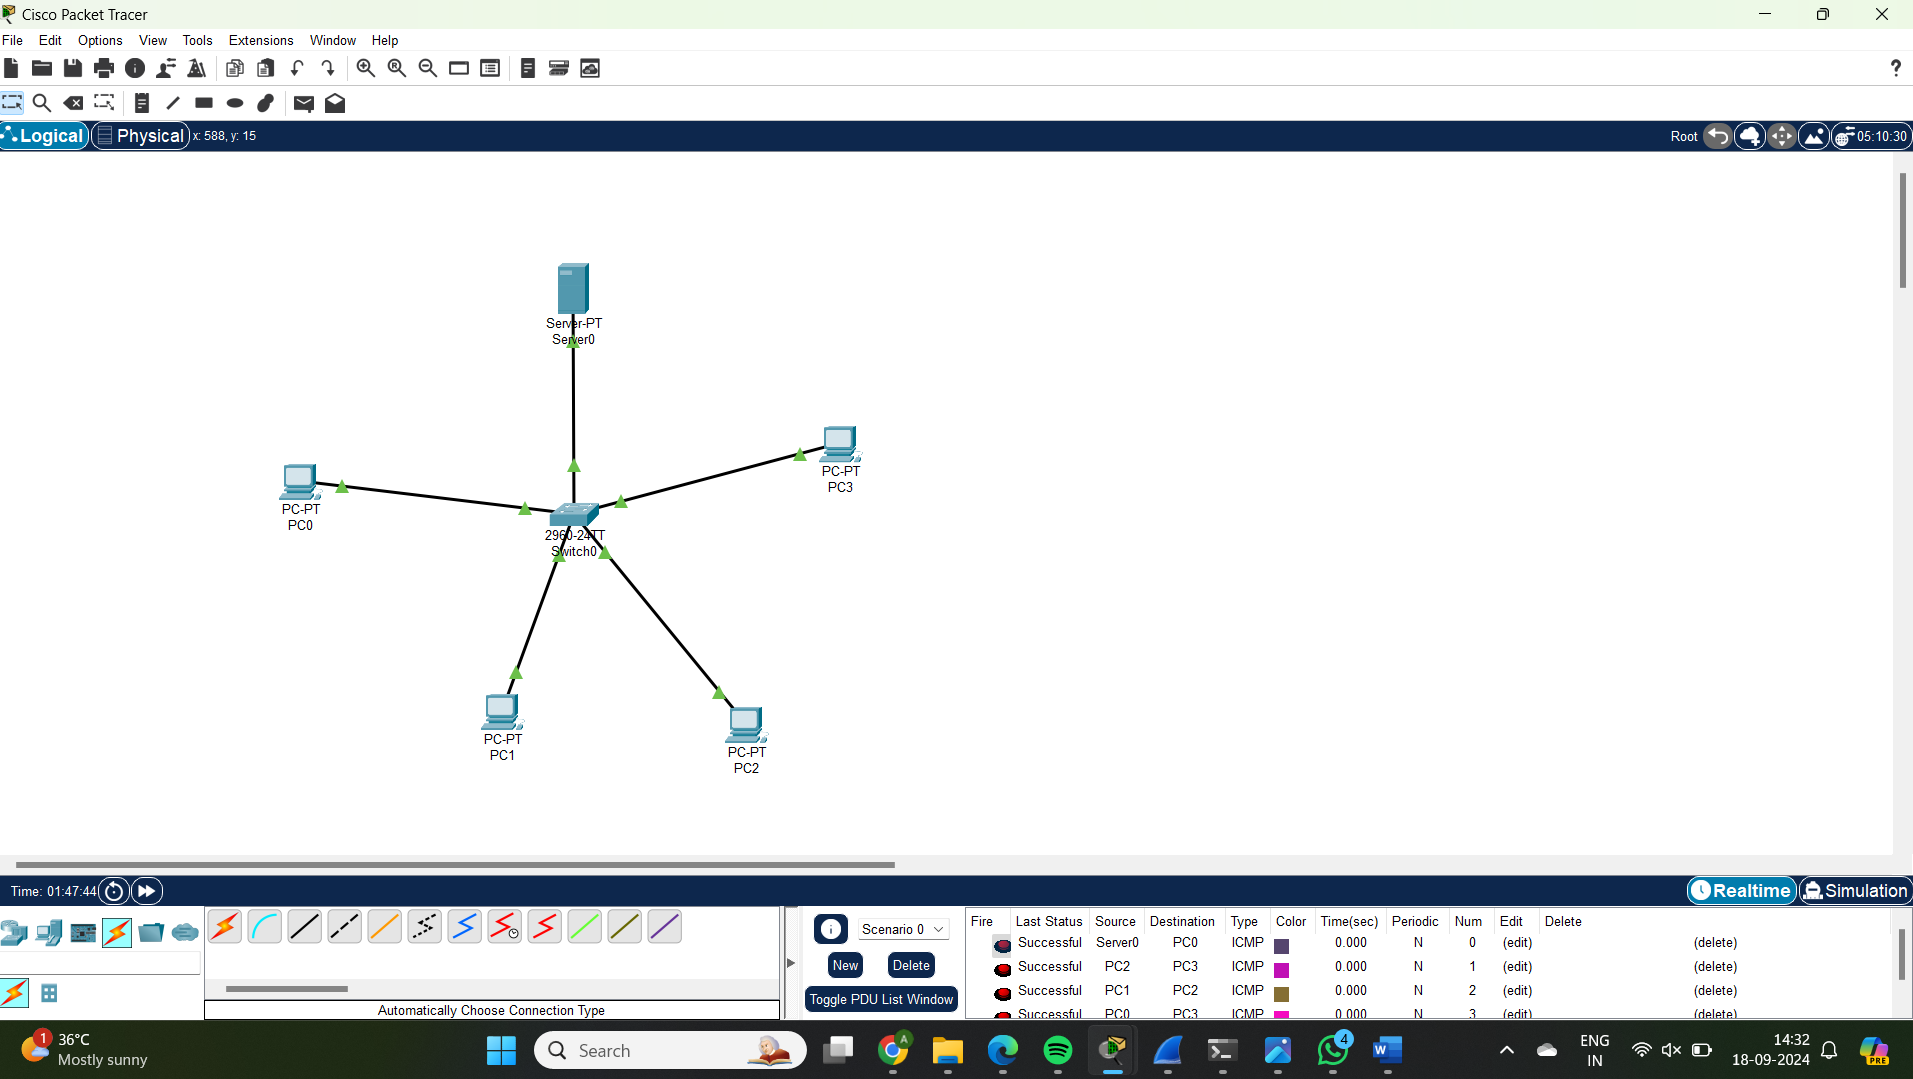 Cisco Packet Tracer
File Edit Options View Tools Extensions Window Help
Logical Physical x: 588, y: 15 Root 05:10:30
Server-PT
Server0
PC-PT
PC3
PC-PT
PC0
2960-24TT
Switch0
PC-PT
PC1
PC-PT
PC2
Time: 01:47:44 Realtime Simulation
Scenario 0
New Delete
Toggle PDU List Window
Automatically Choose Connection Type
Fire Last Status Source Destination Type Color Time(sec) Periodic Num Edit Delete
Successful Server0 PC0 ICMP 0.000 N 0 (edit) (delete)
Successful PC2 PC3 ICMP 0.000 N 1 (edit) (delete)
Successful PC1 PC2 ICMP 0.000 N 2 (edit) (delete)
Successful PC0 PC3 ICMP 0.000 N 3 (edit) (delete)
1 36°C
Mostly sunny
Search
A
4
W
ENG
IN
14:32
18-09-2024
PRE